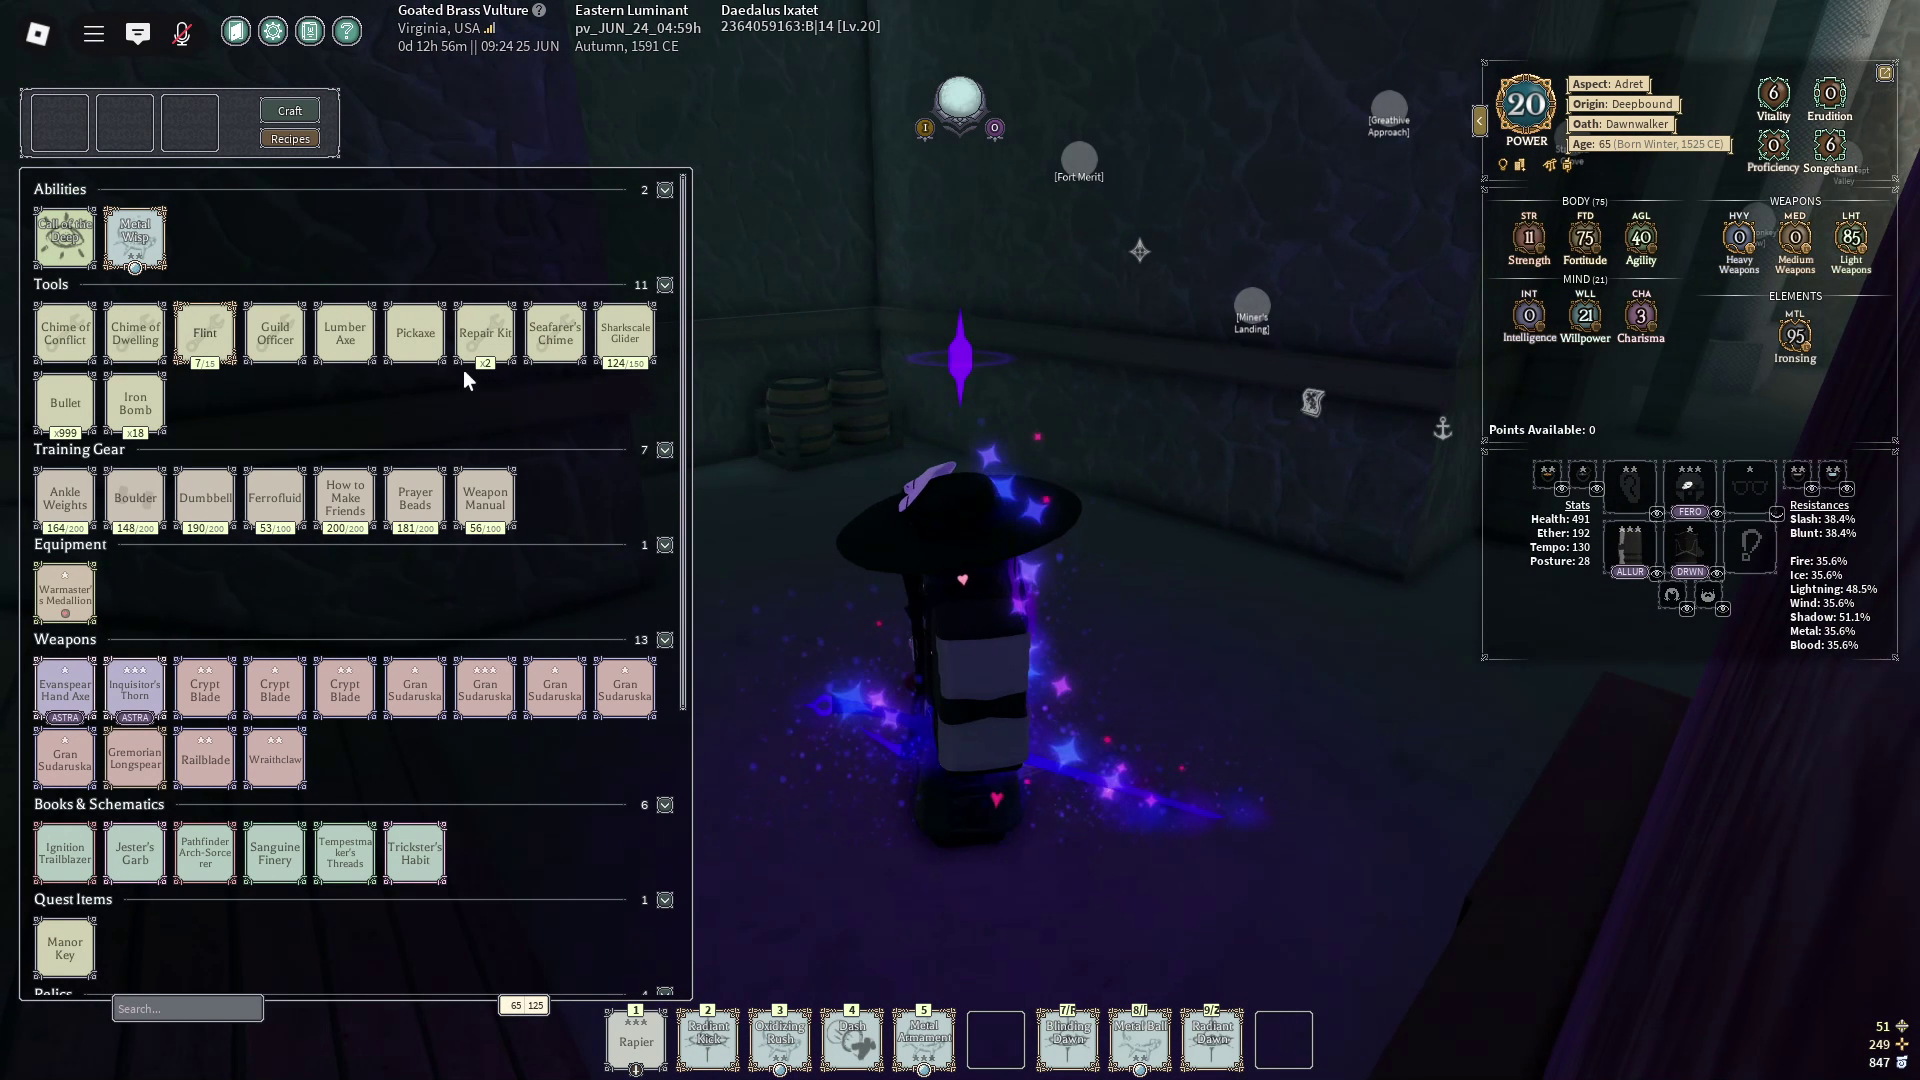 Goated Brass Vulture ?
Virginia, USA
0d 12h 56m || 09:24 25 JUN
Eastern Luminant
pv_JUN_24_04:59h
Autumn, 1591 CE
Daedalus Ixatet
2364059163:B|14 [Lv.20]
Craft
Recipes
Abilities 2
Call of the Deep
Metal Wisp
Tools 11
Chime of Conflict
Chime of Dwelling
Flint
7/15
Guild Officer
Lumber Axe
Pickaxe
Repair Kit
x2
Seafarer's Chime
Sharkscale Glider
124/150
Bullet
x999
Iron Bomb
x18
Training Gear 7
Ankle Weights
164/200
Boulder
148/200
Dumbbell
190/200
Ferrofluid
53/100
How to Make Friends
200/200
Prayer Beads
181/200
Weapon Manual
56/100
Equipment 1
Warmaster's Medallion
Weapons 13
Evanspear Hand Axe
ASTRA
Inquisitor's Thorn
ASTRA
Crypt Blade
Crypt Blade
Crypt Blade
Gran Sudaruska
Gran Sudaruska
Gran Sudaruska
Gran Sudaruska
Gran Sudaruska
Gremorian Longspear
Railblade
Wraithclaw
Books & Schematics 6
Ignition Trailblazer
Jester's Garb
Pathfinder Arch-Sorcerer
Sanguine Finery
Tempestmaker's Threads
Trickster's Habit
Quest Items 1
Manor Key
Relics
Search...
65 125
I
O
[Fort Merit]
[Greathive Approach]
[Miner's Landing]
20
POWER
Aspect: Adret
Origin: Deepbound
Oath: Dawnwalker
Age: 65 (Born Winter, 1525 CE)
6 Vitality
0 Erudition
0 Proficiency
6 Songchant
BODY (75)
STR 11 Strength
FTD 75 Fortitude
AGL 40 Agility
WEAPONS
HVY 0 Heavy Weapons
MED 0 Medium Weapons
LHT 85 Light Weapons
MIND (21)
INT 0 Intelligence
WLL 21 Willpower
CHA 3 Charisma
ELEMENTS
MTL 95 Ironsing
Points Available: 0
FERO
ALLUR
DRWN
Stats
Health: 491
Ether: 192
Tempo: 130
Posture: 28
Resistances
Slash: 38.4%
Blunt: 38.4%
Fire: 35.6%
Ice: 35.6%
Lightning: 48.5%
Wind: 35.6%
Shadow: 51.1%
Metal: 35.6%
Blood: 35.6%
1 Rapier
2 Radiant Kick
3 Oxidizing Rush
4 Dash
5 Metal Armament
Blinding Dawn
Metal Ball
9/Z Radiant Dawn
51
249
847